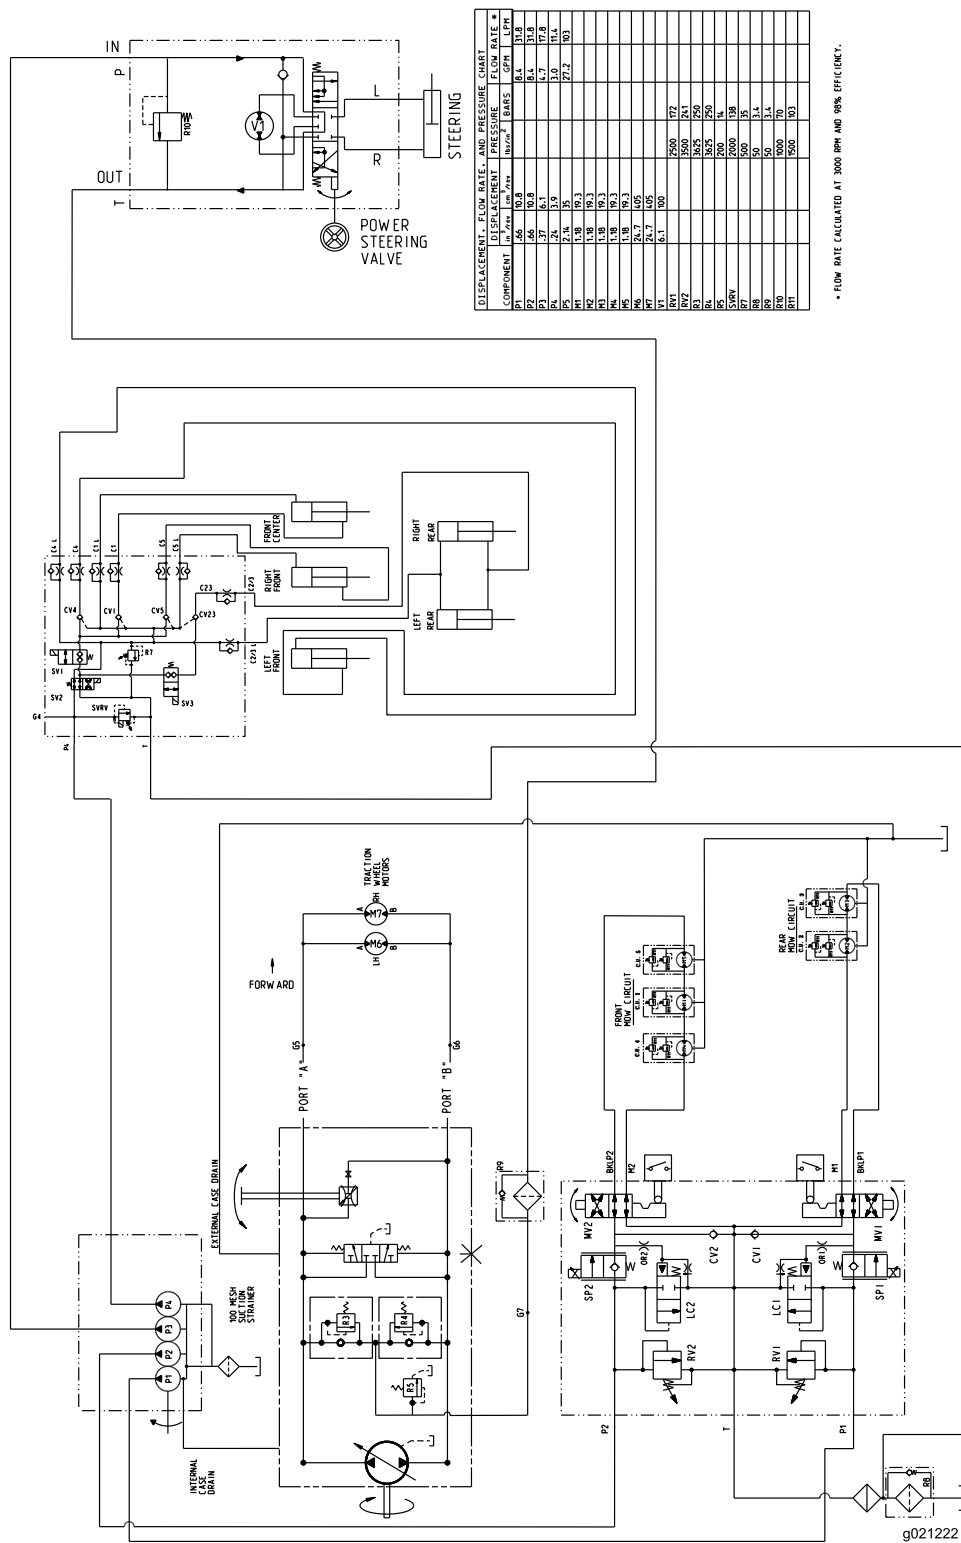 IN
P
R10
V1
L
R
STEERING
OUT
T
POWER
STEERING
VALVE
DISPLACEMENT, FLOW RATE, AND PRESSURE CHART
COMPONENT DISPLACEMENT PRESSURE FLOW RATE *
in³/rev cm³/rev lbs/in² BARS GPM LPM
P1 .66 10.8 8.4 31.8
P2 .66 10.8 8.4 31.8
P3 .37 6.1 4.7 17.8
P4 .24 3.9 3.0 11.4
P5 2.14 35 27.2 103
M1 1.18 19.3
M2 1.18 19.3
M3 1.18 19.3
M4 1.18 19.3
M5 1.18 19.3
M6 24.7 405
M7 24.7 405
V1 6.1 100
RV1 2500 172
RV2 3500 241
R3 3625 250
R4 3625 250
R5 200 14
SVRV 2000 138
R7 500 35
R8 50 3.4
R9 50 3.4
R10 1000 70
R11 1500 103
* FLOW RATE CALCULATED AT 3000 RPM AND 98% EFFICIENCY.
C4 L
C4
C1 L
C1
C5
C5 L
C23
C2/3
C2/3 L
CV4
CV1
CV5
CV23
SV1
SV2
SV3
SVRV
R7
G4
P4
T
FRONT
CENTER
RIGHT
FRONT
LEFT
FRONT
RIGHT
REAR
LEFT
REAR
TRACTION
WHEEL
MOTORS
RH
M7
A
B
M6
A
B
LH
FORWARD
G5
G6
PORT "A"
PORT "B"
EXTERNAL CASE DRAIN
R9
G7
R3
R4
R5
P4
P3
P2
P1
100 MESH
SUCTION
STRAINER
INTERNAL
CASE
DRAIN
REAR
MOW CIRCUIT
C.U. 3
C.U. 2
FRONT
MOW CIRCUIT
C.U. 5
C.U. 1
C.U. 4
BKLP2
M2
M1
BKLP1
MV2
MV1
OR2
OR1
CV2
CV1
SP2
SP1
LC2
LC1
RV2
RV1
P2
T
P1
R8
g021222